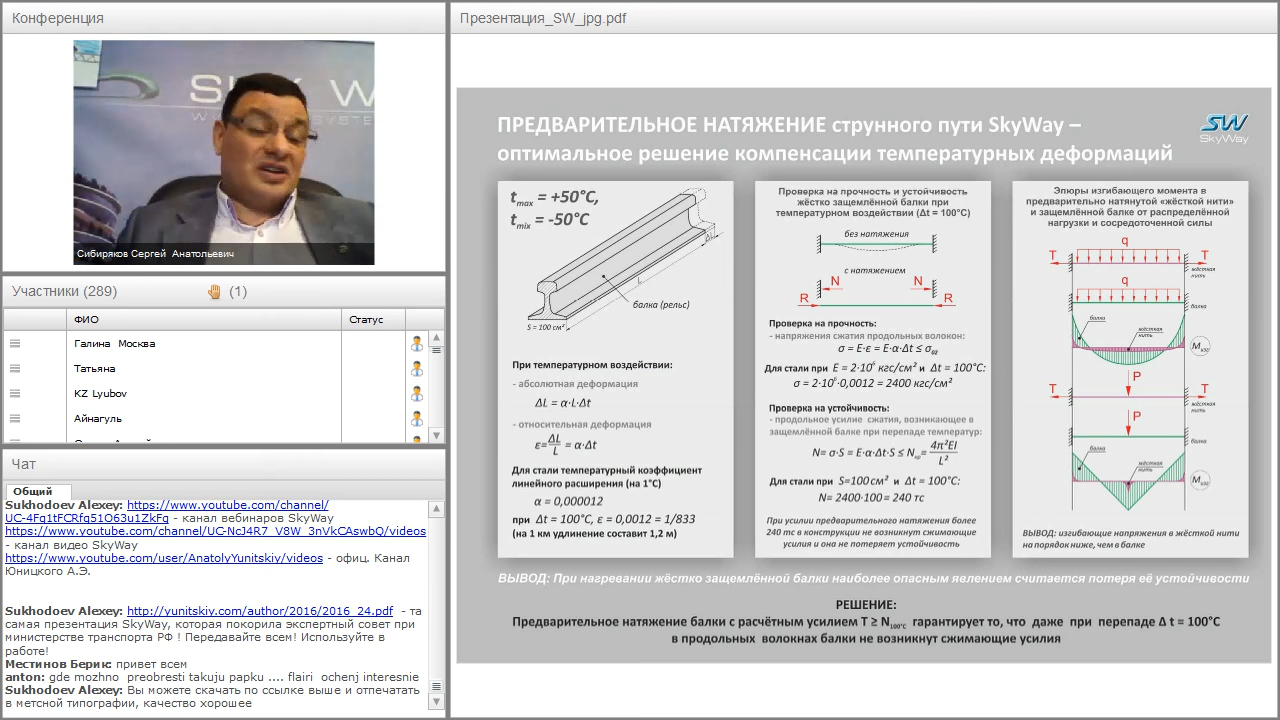 Конференция
SKY W
Сибиряков Сергей Анатольевич
Участники (289)
(1)
ФИО
Статус
Галина Москва
Татьяна
KZ Lyubov
Айнагуль
Чат
Общий
Sukhodoev Alexey: https://www.youtube.com/channel/
UC-4Fq1tFCRfq51O63u1ZkFg - канал вебинаров SkyWay
https://www.youtube.com/channel/UC-NcJ4R7_V8W_3nVkCAswbQ/videos
- канал видео SkyWay
https://www.youtube.com/user/AnatolyYunitskiy/videos - офиц. Канал
Юницкого А.Э.
Sukhodoev Alexey: http://yunitskiy.com/author/2016/2016_24.pdf - та
самая презентация SkyWay, которая покорила экспертный совет при
министерстве транспорта РФ ! Передавайте всем! Используйте в
работе!
Местинов Берик: привет всем
anton: gde mozhno preobresti takuju papku .... flairi ochenj interesnie
Sukhodoev Alexey: Вы можете скачать по ссылке выше и отпечатать
в метсной типографии, качество хорошее
Презентация_SW_jpg.pdf
ПРЕДВАРИТЕЛЬНОЕ НАТЯЖЕНИЕ струнного пути SkyWay –
оптимальное решение компенсации температурных деформаций
SW
SkyWay
tmax = +50°C,
tmix = -50°C
ΔL
L
балка (рельс)
S = 100 см²
При температурном воздействии:
- абсолютная деформация
ΔL = α·L·Δt
- относительная деформация
ε= ΔL/L = α·Δt
Для стали температурный коэффициент
линейного расширения (на 1°C)
α = 0,000012
при Δt = 100°C, ε = 0,0012 = 1/833
(на 1 км удлинение составит 1,2 м)
Проверка на прочность и устойчивость
жёстко защемлённой балки при
температурном воздействии (Δt = 100°C)
без натяжения
с натяжением
N N
R R
Проверка на прочность:
- напряжения сжатия продольных волокон:
σ = E·ε = E·α·Δt ≤ σ02
Для стали при E = 2·10⁶ кгс/см² и Δt = 100°C:
σ = 2·10⁶·0,0012 = 2400 кгс/см²
Проверка на устойчивость:
- продольное усилие сжатия, возникающее в
защемлённой балке при перепаде температур:
N= σ·S = E·α·Δt·S ≤ Nкр= 4π²EI/L²
Для стали при S=100 см² и Δt = 100°C:
N= 2400·100 = 240 тс
При усилии предварительного натяжения более
240 тс в конструкции не возникнут сжимающие
усилия и она не потеряет устойчивость
Эпюры изгибающего момента в
предварительно натянутой «жёсткой нити»
и защемлённой балке от распределённой
нагрузки и сосредоточенной силы
q
T T
жёсткая
нить
q
балка
балка
жёсткая
нить
Mизг
P
T T
жёсткая
нить
P
балка
балка
жёсткая
нить
Mизг
ВЫВОД: изгибающие напряжения в жёсткой нити
на порядок ниже, чем в балке
ВЫВОД: При нагревании жёстко защемлённой балки наиболее опасным явлением считается потеря её устойчивости
РЕШЕНИЕ:
Предварительное натяжение балки с расчётным усилием T ≥ N100°C гарантирует то, что даже при перепаде Δ t = 100°C
в продольных волокнах балки не возникнут сжимающие усилия